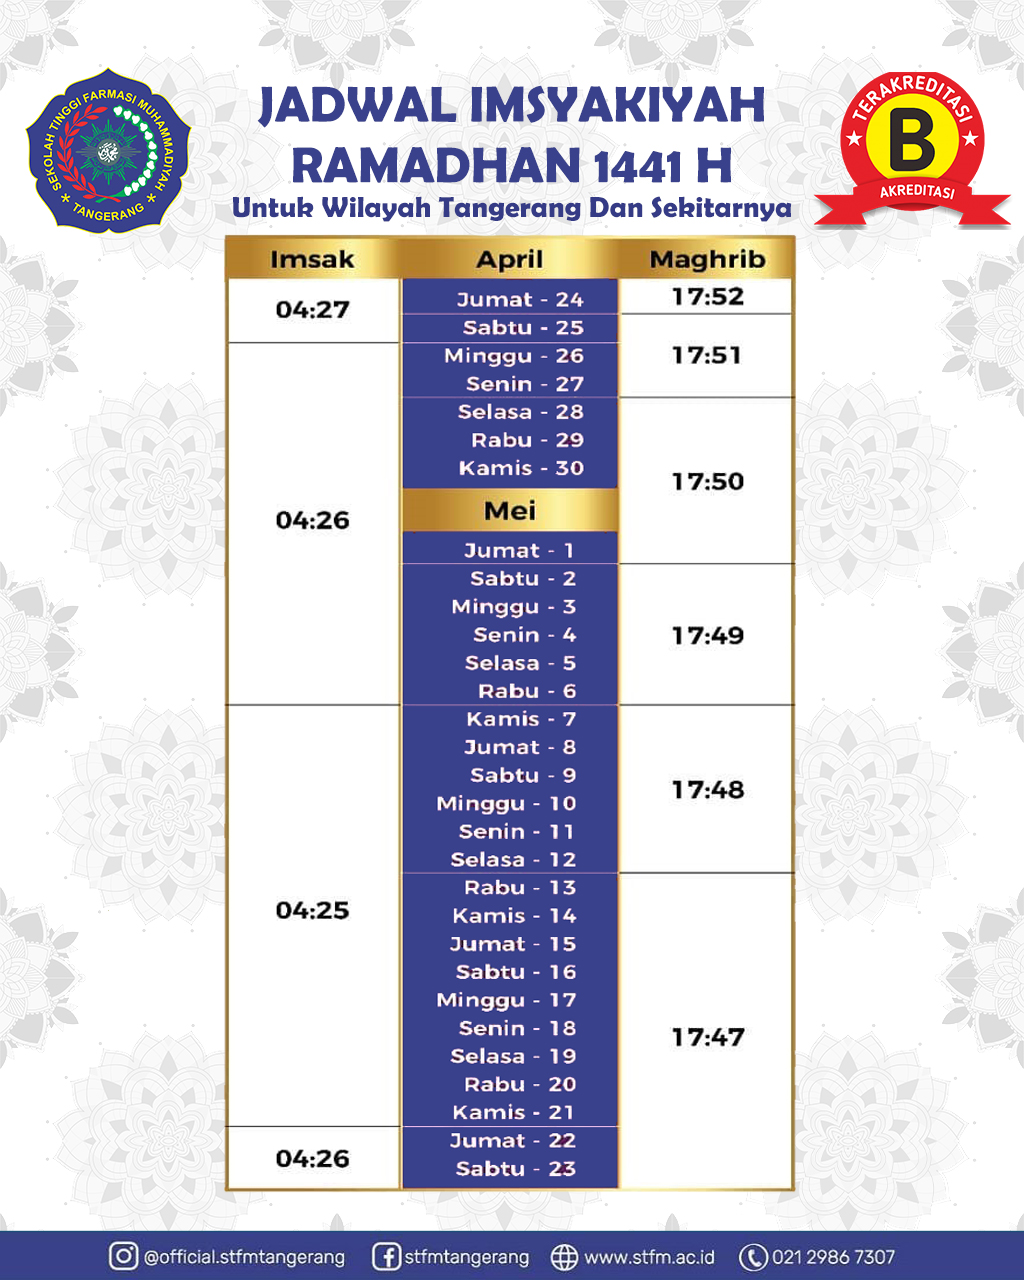 JADWAL IMSYAKIYAH
RAMADHAN 1441 H
Untuk Wilayah Tangerang Dan Sekitarnya
SEKOLAH TINGGI FARMASI MUHAMMADIYAH
TANGERANG
TERAKREDITASI
B
AKREDITASI
Imsak April Maghrib
04:27 Jumat - 24 17:52
Sabtu - 25
Minggu - 26 17:51
Senin - 27
Selasa - 28
Rabu - 29
Kamis - 30 17:50
04:26 Mei
Jumat - 1
Sabtu - 2
Minggu - 3
Senin - 4 17:49
Selasa - 5
Rabu - 6
Kamis - 7
Jumat - 8
Sabtu - 9
Minggu - 10 17:48
Senin - 11
Selasa - 12
Rabu - 13
04:25 Kamis - 14
Jumat - 15
Sabtu - 16
Minggu - 17
Senin - 18 17:47
Selasa - 19
Rabu - 20
Kamis - 21
Jumat - 22
04:26 Sabtu - 23
@official.stfmtangerang stfmtangerang www.stfm.ac.id 021 2986 7307